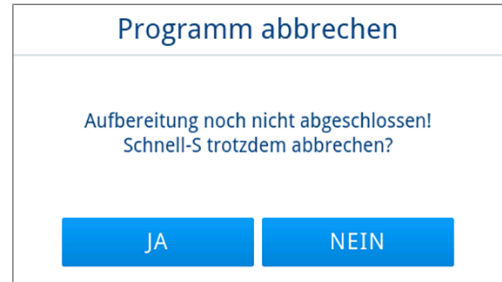 Programm abbrechen
Aufbereitung noch nicht abgeschlossen!
Schnell-S trotzdem abbrechen?
JA
NEIN